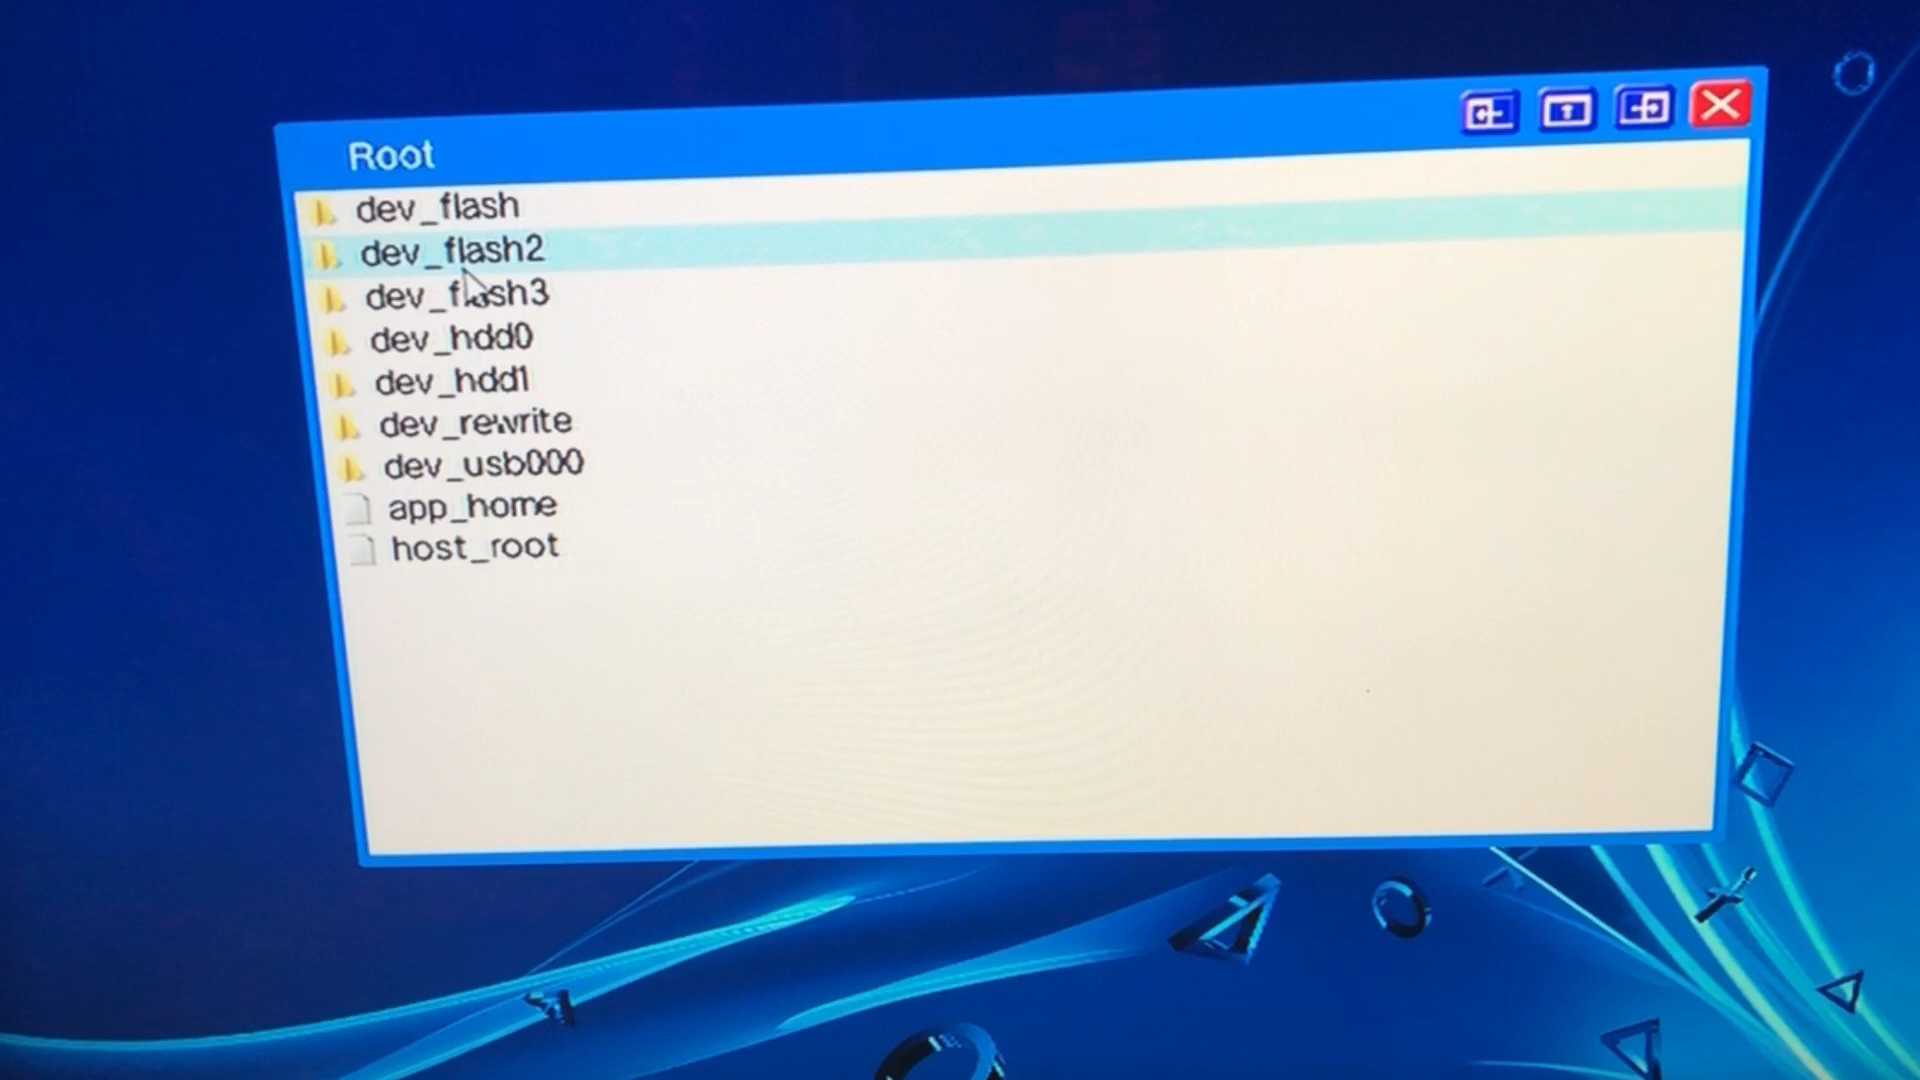 Root
dev_flash
dev_flash2
dev_flash3
dev_hdd0
dev_hdd1
dev_rewrite
dev_usb000
app_home
host_root